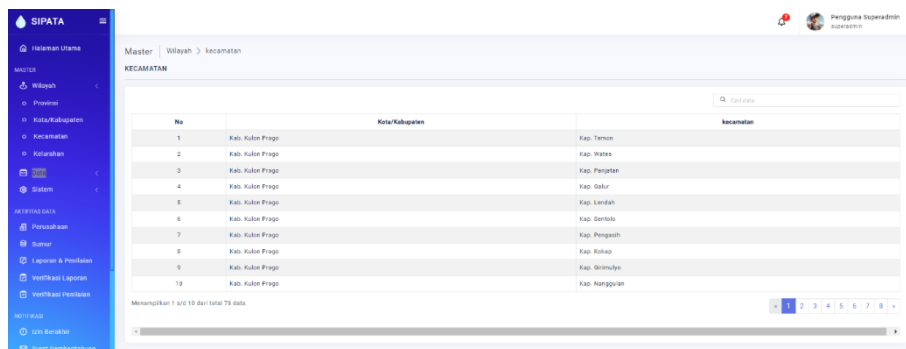 SIPATA
7
Pengguna Superadmin
superadmin
Halaman Utama
MASTER
Wilayah
Provinsi
Kota/Kabupaten
Kecamatan
Kelurahan
Data
Sistem
AKTIFITAS DATA
Perusahaan
Sumur
Laporan & Penilaian
Verifikasi Laporan
Verifikasi Penilaian
NOTIFIKASI
Izin Berakhir
Surat Pemberitahuan
Master | Wilayah > kecamatan
KECAMATAN
Cari data
No Kota/Kabupaten kecamatan
1 Kab. Kulon Progo Kap. Temon
2 Kab. Kulon Progo Kap. Wates
3 Kab. Kulon Progo Kap. Panjatan
4 Kab. Kulon Progo Kap. Galur
5 Kab. Kulon Progo Kap. Lendah
6 Kab. Kulon Progo Kap. Sentolo
7 Kab. Kulon Progo Kap. Pengasih
8 Kab. Kulon Progo Kap. Kokap
9 Kab. Kulon Progo Kap. Girimulyo
10 Kab. Kulon Progo Kap. Nanggulan
Menampilkan 1 s/d 10 dari total 78 data
« 1 2 3 4 5 6 7 8 »